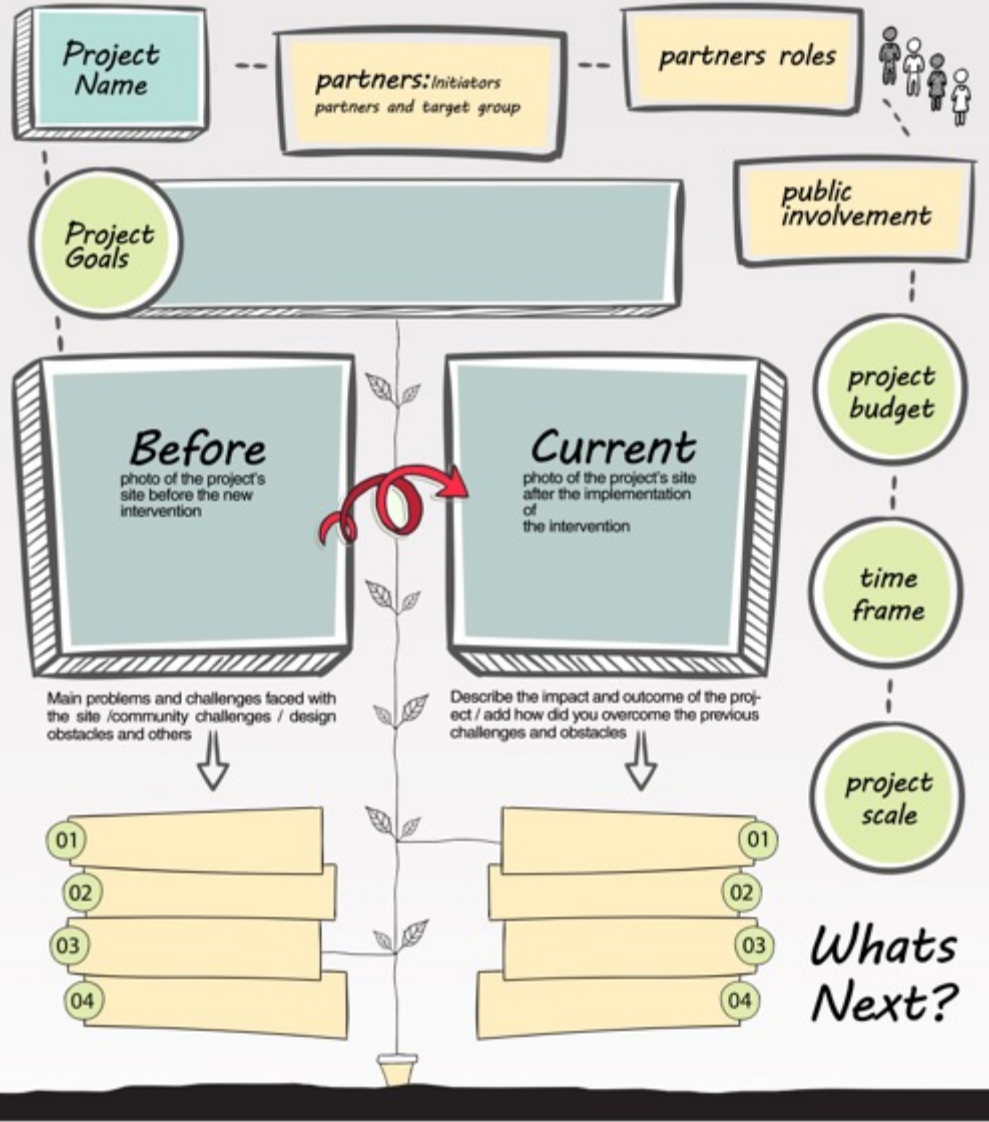 Project
Name
partners:Initiators
partners and target group
partners roles
public
involvement
Project
Goals
project
budget
Before
photo of the project's
site before the new
intervention
Current
photo of the project's site
after the implementation
of
the intervention
time
frame
Main problems and challenges faced with
the site /community challenges / design
obstacles and others
Describe the impact and outcome of the proj-
ect / add how did you overcome the previous
challenges and obstacles
project
scale
01
02
03
04
01
02
03
04
Whats
Next?